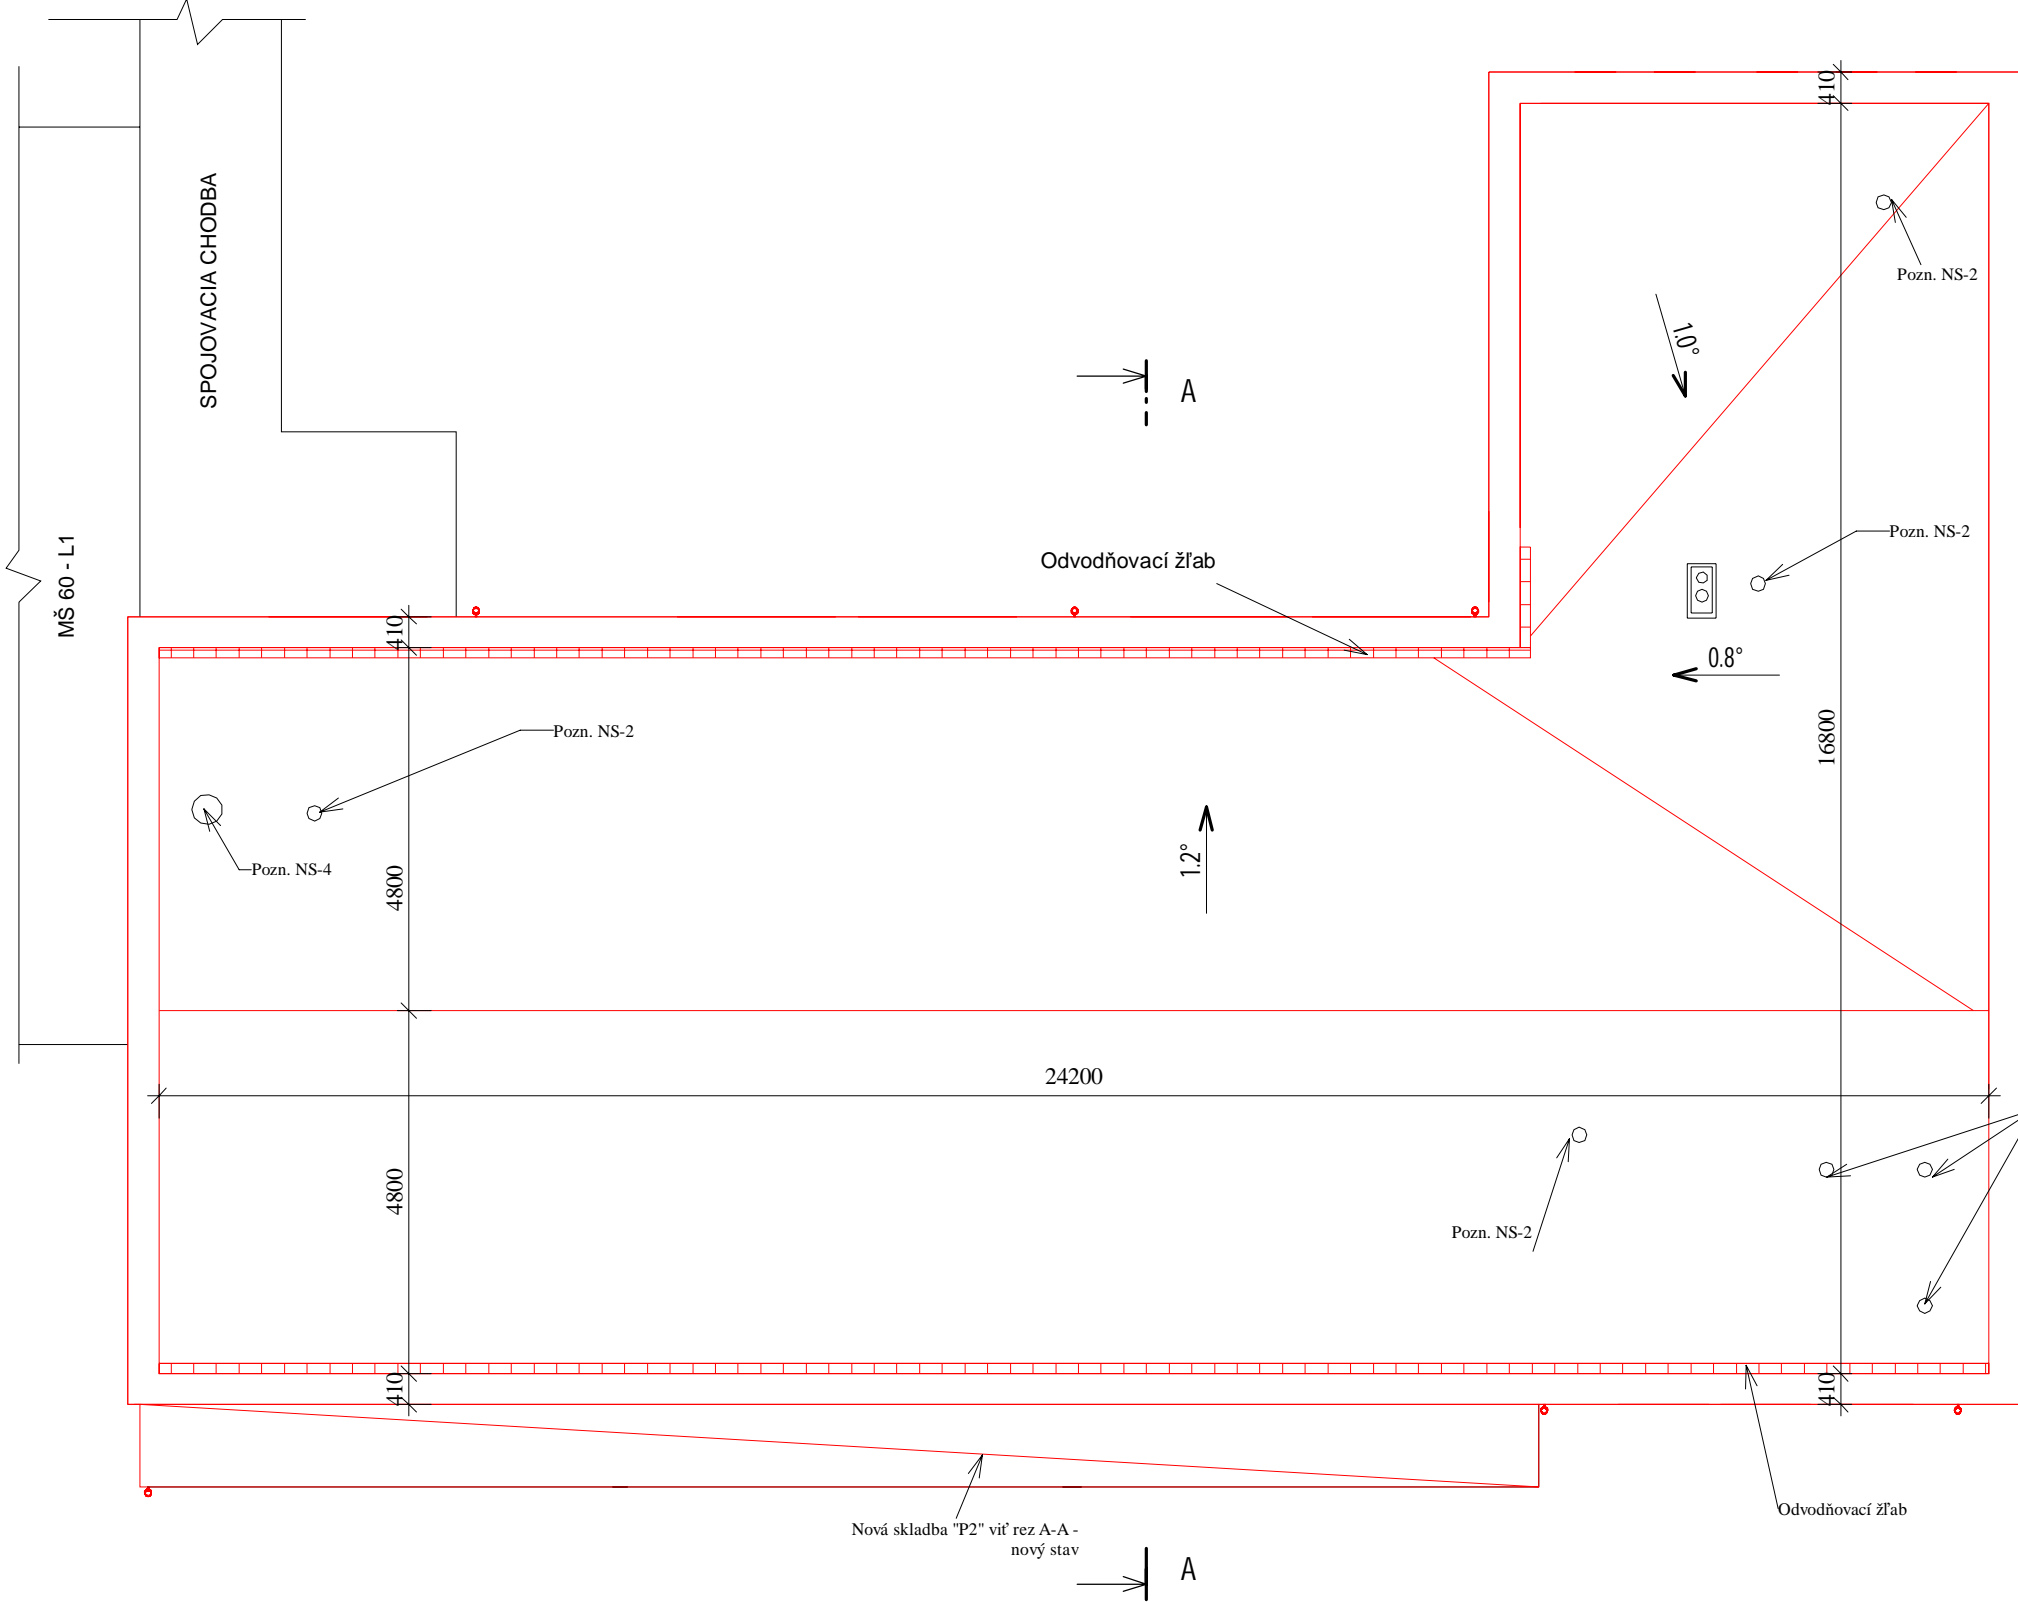 410
SPOJOVACIA CHODBA
Pozn. NS-2
1.0°
A
Pozn. NS-2
Odvodňovací žľab
MŠ 60 - L1
410
0.8°
Pozn. NS-2
16800
1.2°
Pozn. NS-4
4800
24200
4800
Pozn. NS-2
410
410
Odvodňovací žľab
Nová skladba "P2" viť rez A-A -
nový stav
A